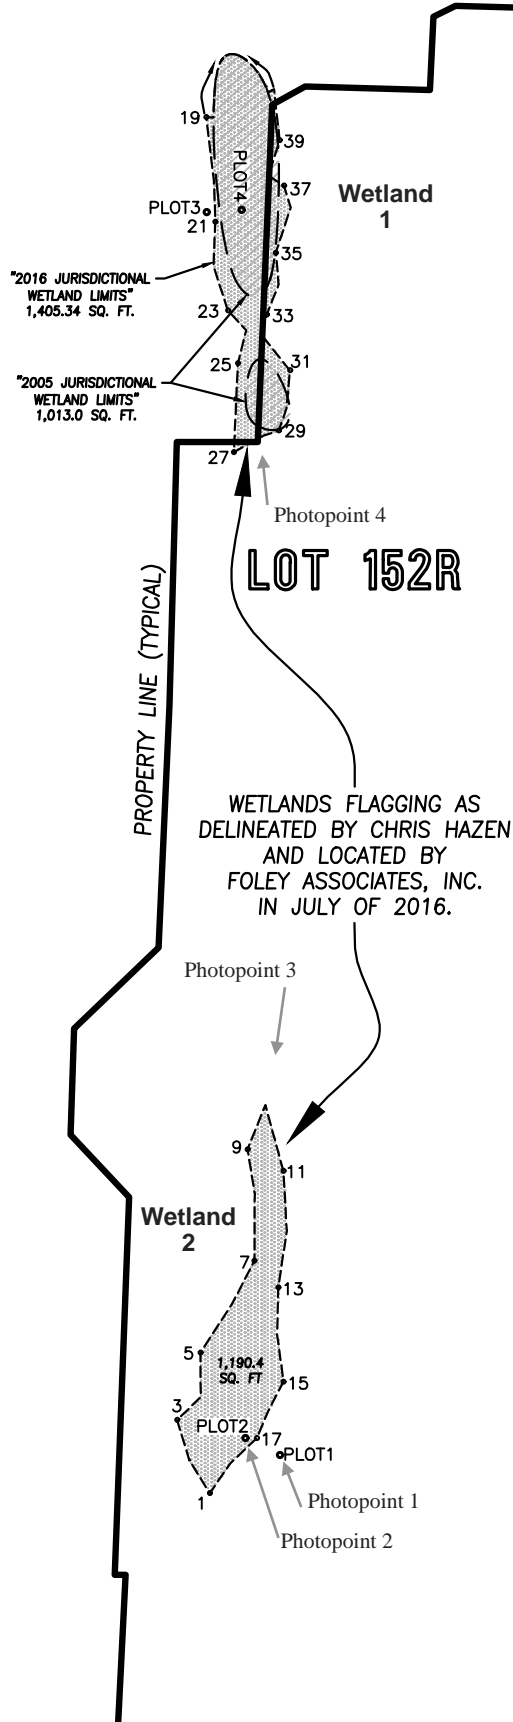 19
39
PLOT4
37
Wetland
1
PLOT3
21
35
"2016 JURISDICTIONAL
WETLAND LIMITS"
1,405.34 SQ. FT.
23
33
25
31
"2005 JURISDICTIONAL
WETLAND LIMITS"
1,013.0 SQ. FT.
29
27
Photopoint 4
LOT 152R
PROPERTY LINE (TYPICAL)
WETLANDS FLAGGING AS
DELINEATED BY CHRIS HAZEN
AND LOCATED BY
FOLEY ASSOCIATES, INC.
IN JULY OF 2016.
Photopoint 3
9
11
Wetland
2
7
13
5
1,190.4
SQ. FT
15
3
PLOT2
17
PLOT1
1
Photopoint 1
Photopoint 2